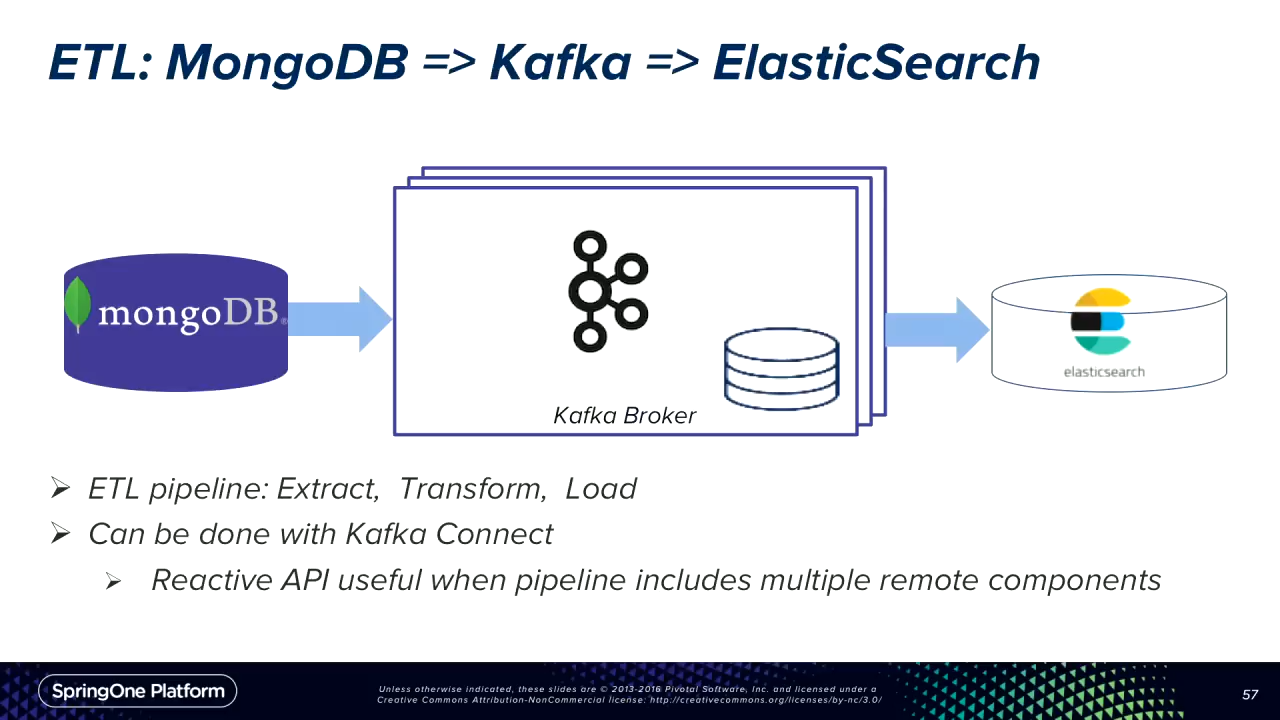 ETL: MongoDB => Kafka => ElasticSearch
mongoDB®
Kafka Broker
elasticsearch
➢ ETL pipeline: Extract, Transform, Load
➢ Can be done with Kafka Connect
➢ Reactive API useful when pipeline includes multiple remote components
SpringOne Platform
Unless otherwise indicated, these slides are © 2013-2016 Pivotal Software, Inc. and licensed under a
Creative Commons Attribution-NonCommercial license: http://creativecommons.org/licenses/by-nc/3.0/
57